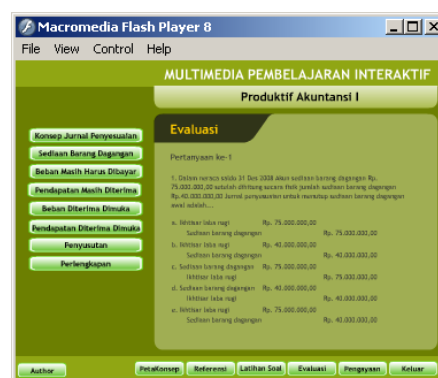 Macromedia Flash Player 8
File View Control Help
MULTIMEDIA PEMBELAJARAN INTERAKTIF
Produktif Akuntansi I
Konsep Jurnal Penyesuaian
Sediaan Barang Dagangan
Beban Masih Harus Dibayar
Pendapatan Masih Diterima
Beban Diterima Dimuka
Pendapatan Diterima Dimuka
Penyusutan
Perlengkapan
Evaluasi
Pertanyaan ke-1
1. Dalam neraca saldo 31 Des 2008 Akun sediaan barang dagangan Rp.
75.000.000,00 setelah dihitung secara fisik jumlah sediaan barang dagangan
Rp.40.000.000,00 Jurnal penyesuaian untuk menutup sediaan barang dagangan
awal adalah....
a. Ikhtisar laba rugi Rp. 75.000.000,00
Sediaan barang dagangan Rp. 75.000.000,00
b. Ikhtisar laba rugi Rp. 40.000.000,00
Sediaan barang dagangan Rp. 40.000.000,00
c. Sediaan barang dagangan Rp. 75.000.000,00
Ikhtisar laba rugi Rp. 75.000.000,00
d. Sediaan barang dagangan Rp. 40.000.000,00
Ikhtisar laba rugi Rp. 40.000.000,00
e. Ikhtisar laba rugi Rp. 75.000.000,00
Sediaan barang dagangan Rp. 40.000.000,00
Author PetaKonsep Referensi Latihan Soal Evaluasi Pengayaan Keluar